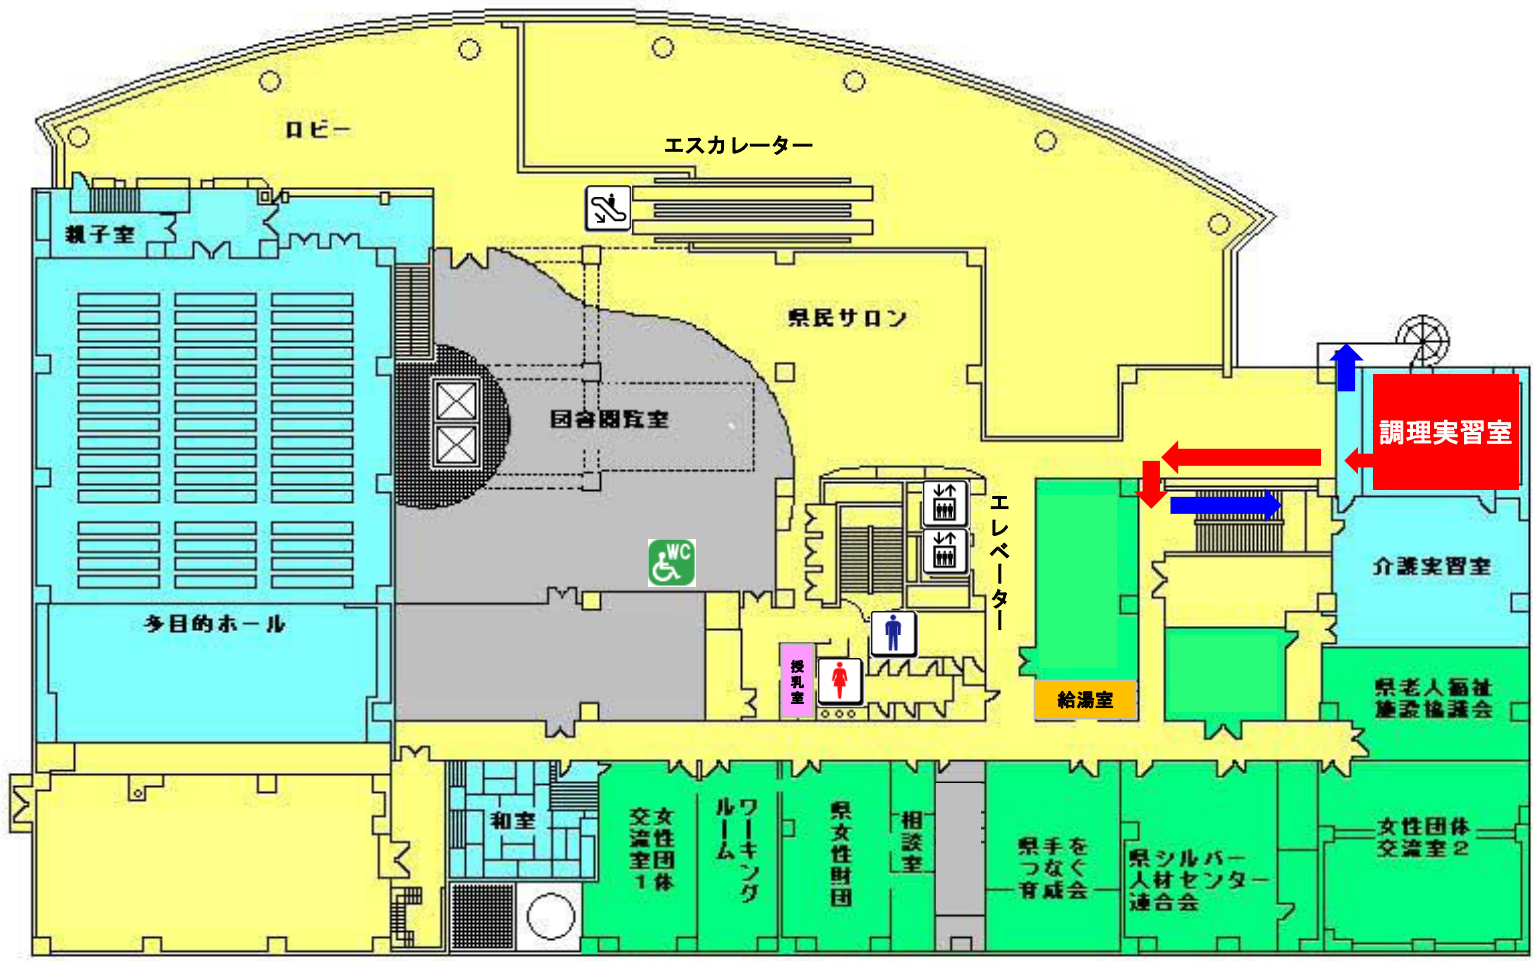 ロビー
エスカレーター
親子室
県民サロン
図書閲覧室
調理実習室
エレベーター
WC
介護実習室
多目的ホール
授乳室
給湯室
県老人福祉
施設協議会
和室
女性団体
交流室1
ワーキング
ルーム
県女性財団
相談室
県手を
つなぐ
育成会
県シルバー
人材センター
連合会
女性団体
交流室2